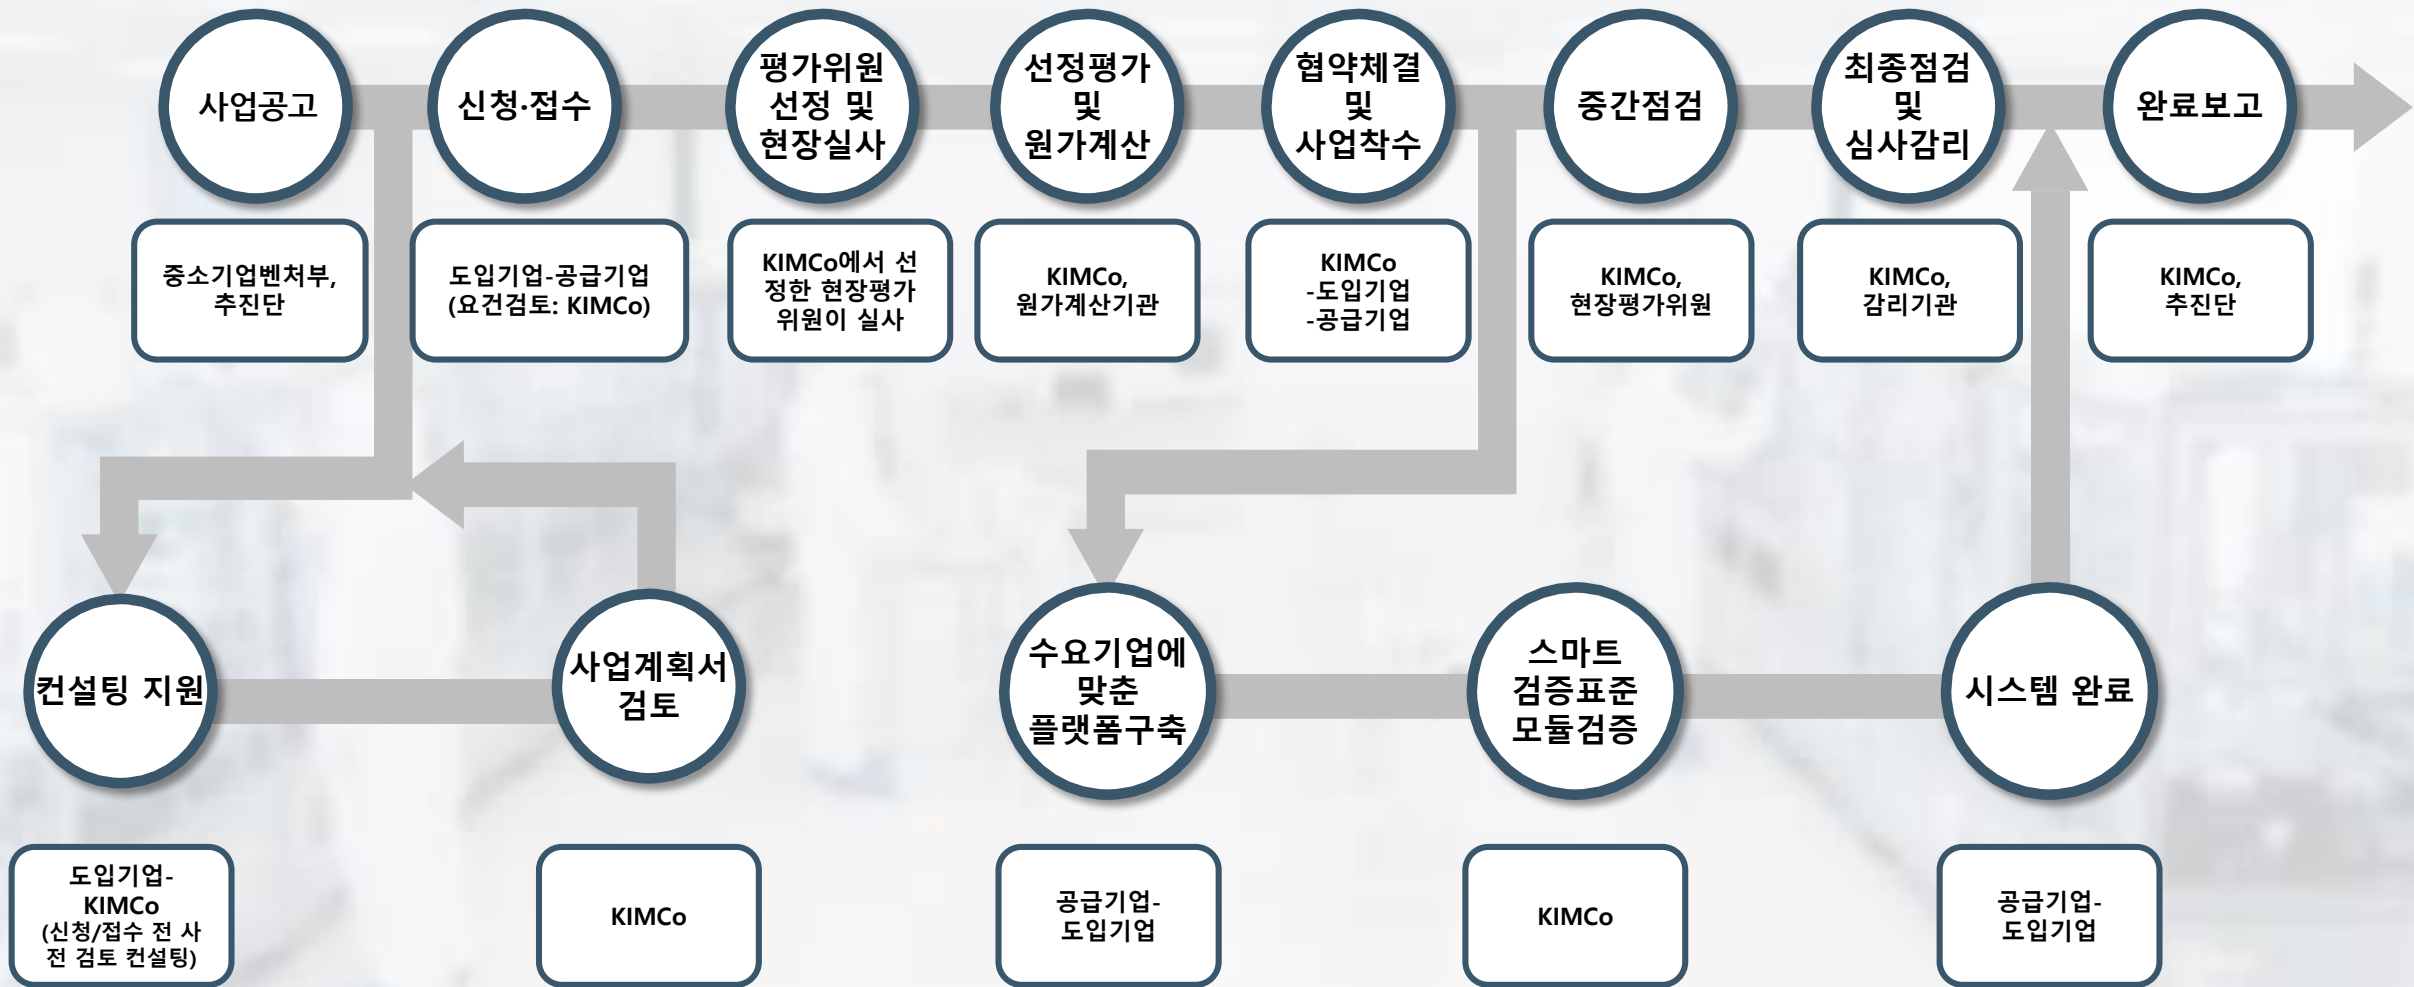 사업공고
신청·접수
평가위원
선정 및
현장실사
선정평가
및
원가계산
협약체결
및
사업착수
중간점검
최종점검
및
심사감리
완료보고
중소기업벤처부,
추진단
도입기업-공급기업
(요건검토: KIMCo)
KIMCo에서 선
정한 현장평가
위원이 실사
KIMCo,
원가계산기관
KIMCo
-도입기업
-공급기업
KIMCo,
현장평가위원
KIMCo,
감리기관
KIMCo,
추진단
컨설팅 지원
사업계획서
검토
수요기업에
맞춘
플랫폼구축
스마트
검증표준
모듈검증
시스템 완료
도입기업-
KIMCo
(신청/접수 전 사
전 검토 컨설팅)
KIMCo
공급기업-
도입기업
KIMCo
공급기업-
도입기업